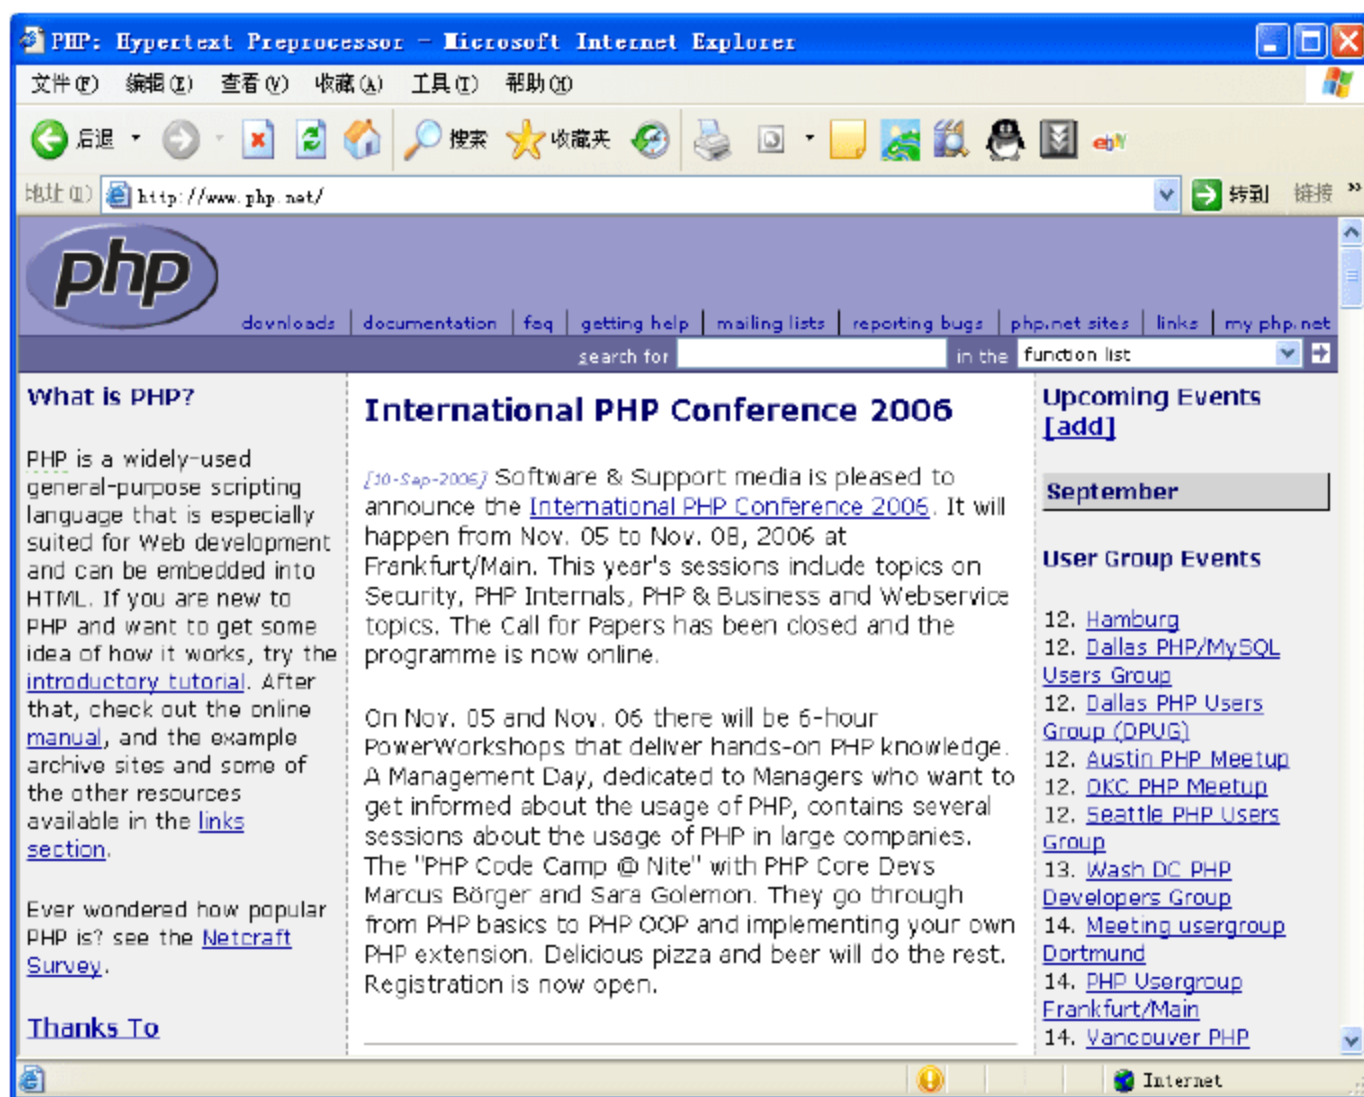 PHP: Hypertext Preprocessor - Microsoft Internet Explorer
文件(F) 编辑(E) 查看(V) 收藏(A) 工具(T) 帮助(H)
后退 搜索 收藏夹 ebY
地址(D) http://www.php.net/ 转到 链接 »
php
downloads | documentation | faq | getting help | mailing lists | reporting bugs | php.net sites | links | my php.net
search for in the function list
What is PHP?
PHP is a widely-used
general-purpose scripting
language that is especially
suited for Web development
and can be embedded into
HTML. If you are new to
PHP and want to get some
idea of how it works, try the
introductory tutorial. After
that, check out the online
manual, and the example
archive sites and some of
the other resources
available in the links
section.
Ever wondered how popular
PHP is? see the Netcraft
Survey.
Thanks To
International PHP Conference 2006
[10-Sep-2006] Software & Support media is pleased to
announce the International PHP Conference 2006. It will
happen from Nov. 05 to Nov. 08, 2006 at
Frankfurt/Main. This year's sessions include topics on
Security, PHP Internals, PHP & Business and Webservice
topics. The Call for Papers has been closed and the
programme is now online.
On Nov. 05 and Nov. 06 there will be 6-hour
PowerWorkshops that deliver hands-on PHP knowledge.
A Management Day, dedicated to Managers who want to
get informed about the usage of PHP, contains several
sessions about the usage of PHP in large companies.
The "PHP Code Camp @ Nite" with PHP Core Devs
Marcus Börger and Sara Golemon. They go through
from PHP basics to PHP OOP and implementing your own
PHP extension. Delicious pizza and beer will do the rest.
Registration is now open.
Upcoming Events
[add]
September
User Group Events
12. Hamburg
12. Dallas PHP/MySQL
Users Group
12. Dallas PHP Users
Group (DPUG)
12. Austin PHP Meetup
12. OKC PHP Meetup
12. Seattle PHP Users
Group
13. Wash DC PHP
Developers Group
14. Meeting usergroup
Dortmund
14. PHP Usergroup
Frankfurt/Main
14. Vancouver PHP
Internet